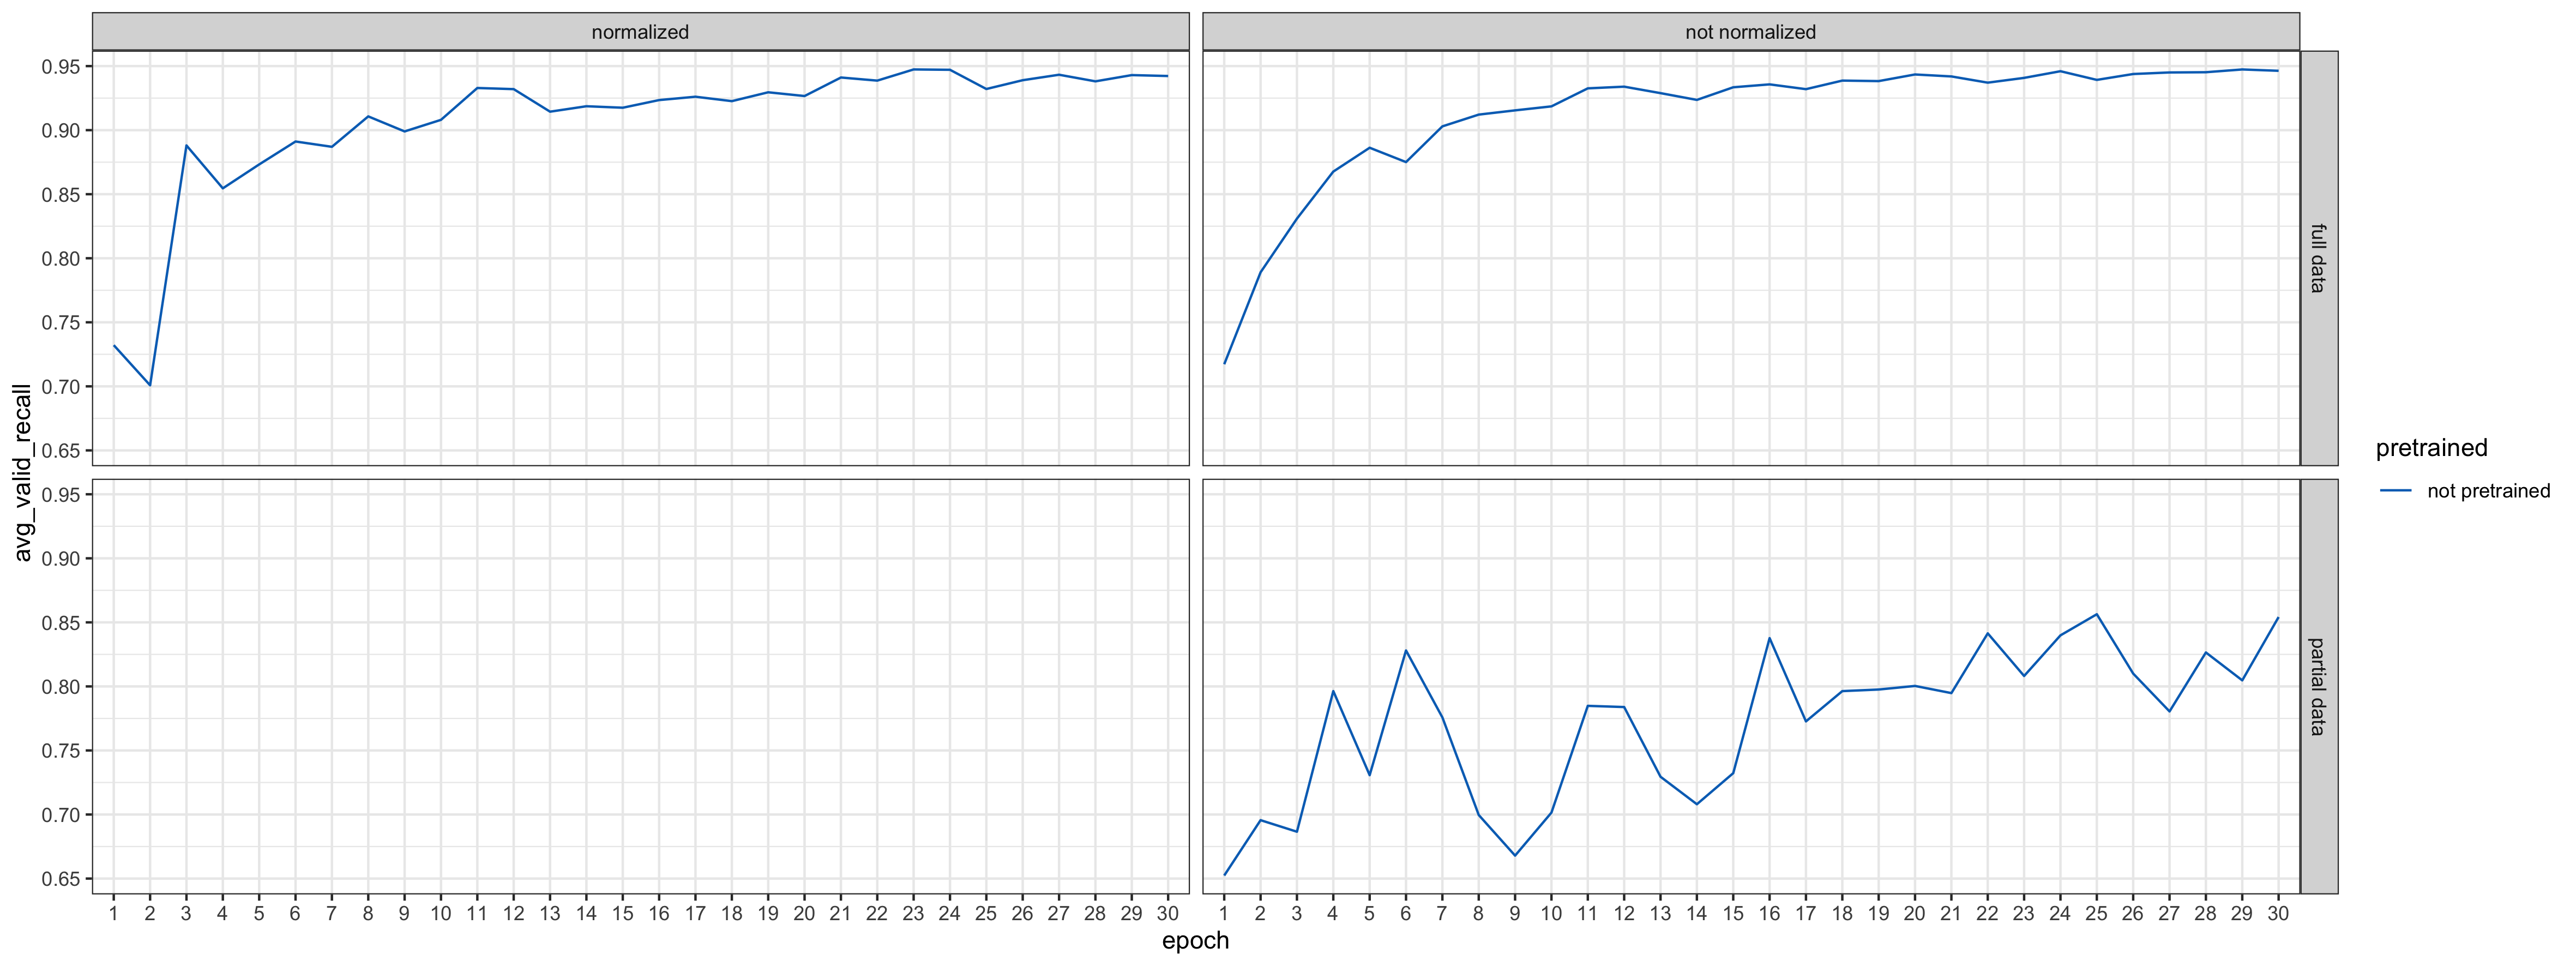 normalized
not normalized
0.95
0.90
0.85
0.80
0.75
0.70
0.65
full data
avg_valid_recall
0.95
0.90
0.85
0.80
0.75
0.70
0.65
partial data
1 2 3 4 5 6 7 8 9 10 11 12 13 14 15 16 17 18 19 20 21 22 23 24 25 26 27 28 29 30
1 2 3 4 5 6 7 8 9 10 11 12 13 14 15 16 17 18 19 20 21 22 23 24 25 26 27 28 29 30
epoch
pretrained
not pretrained